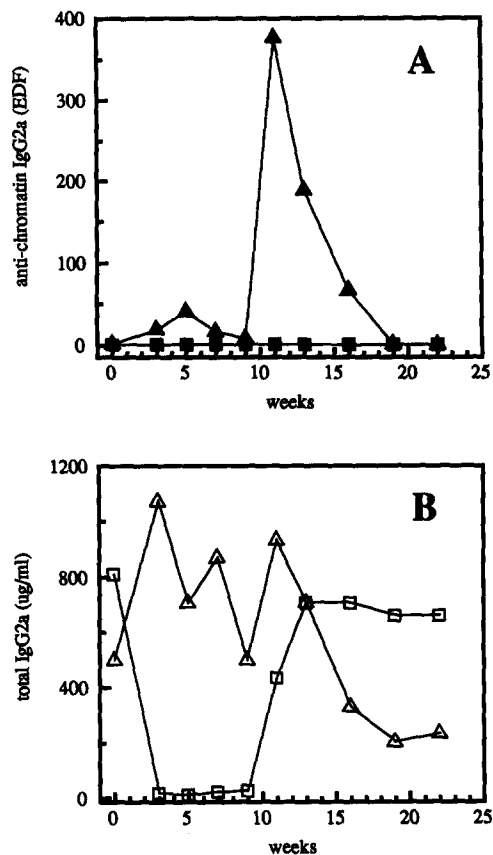 400
A
300
anti-chromatin IgG2a (EDF)
200
100
0
0 5 10 15 20 25
weeks
1200
B
800
total IgG2a (ug/ml)
400
0
0 5 10 15 20 25
weeks